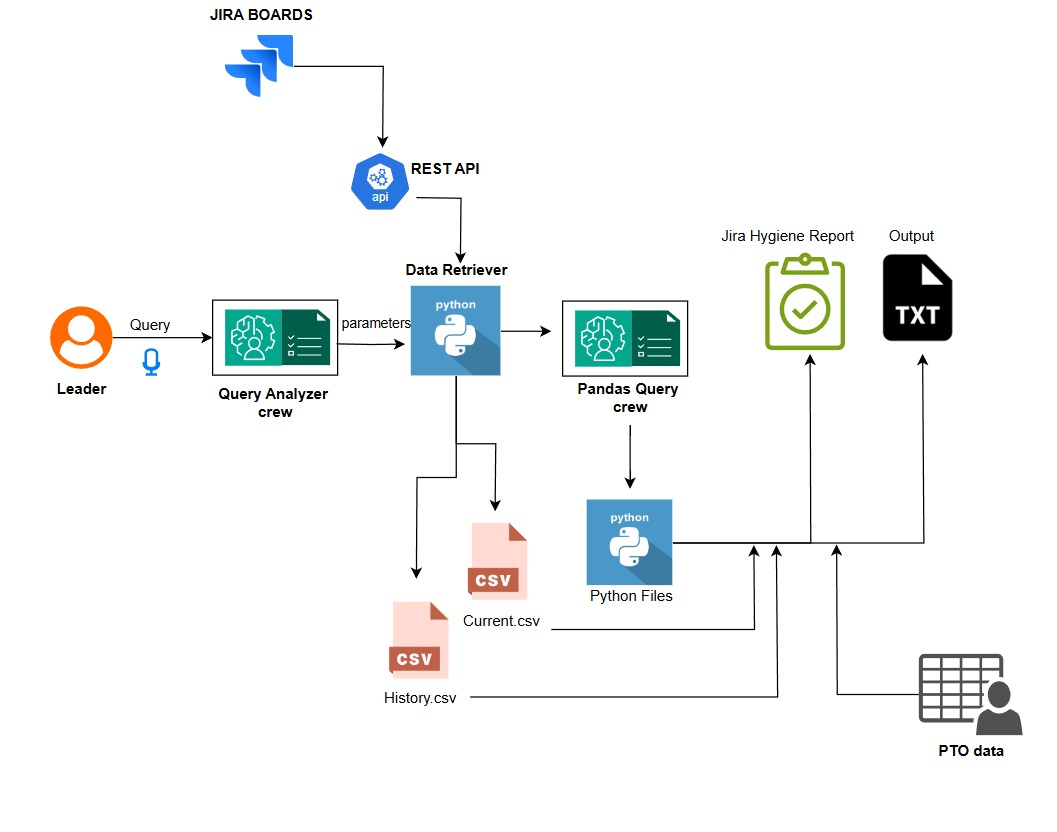 JIRA BOARDS
REST API
api
Jira Hygiene Report
Output
Data Retriever
python
TXT
Query
parameters
Leader
Query Analyzer
crew
Pandas Query
crew
python
Python Files
CSV
Current.csv
CSV
History.csv
PTO data